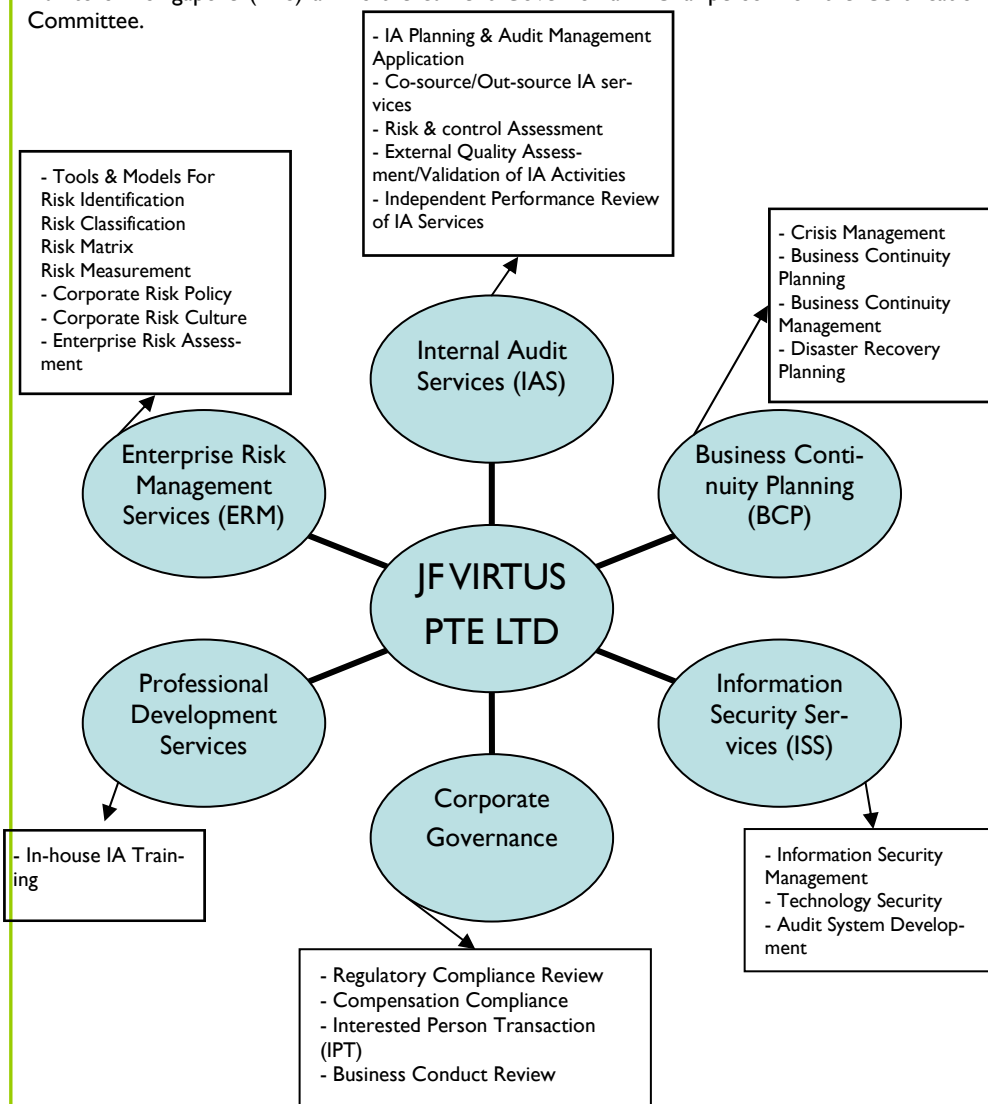 Committee.
- IA Planning & Audit Management
Application
- Co-source/Out-source IA ser-
vices
- Risk & control Assessment
- External Quality Assess-
ment/Validation of IA Activities
- Independent Performance Review
of IA Services
- Tools & Models For
Risk Identification
Risk Classification
Risk Matrix
Risk Measurement
- Corporate Risk Policy
- Corporate Risk Culture
- Enterprise Risk Assess-
ment
- Crisis Management
- Business Continuity
Planning
- Business Continuity
Management
- Disaster Recovery
Planning
Internal Audit
Services (IAS)
Enterprise Risk
Management
Services (ERM)
Business Conti-
nuity Planning
(BCP)
JF VIRTUS
PTE LTD
Professional
Development
Services
Information
Security Ser-
vices (ISS)
Corporate
Governance
- In-house IA Train-
ing
- Information Security
Management
- Technology Security
- Audit System Develop-
ment
- Regulatory Compliance Review
- Compensation Compliance
- Interested Person Transaction
(IPT)
- Business Conduct Review